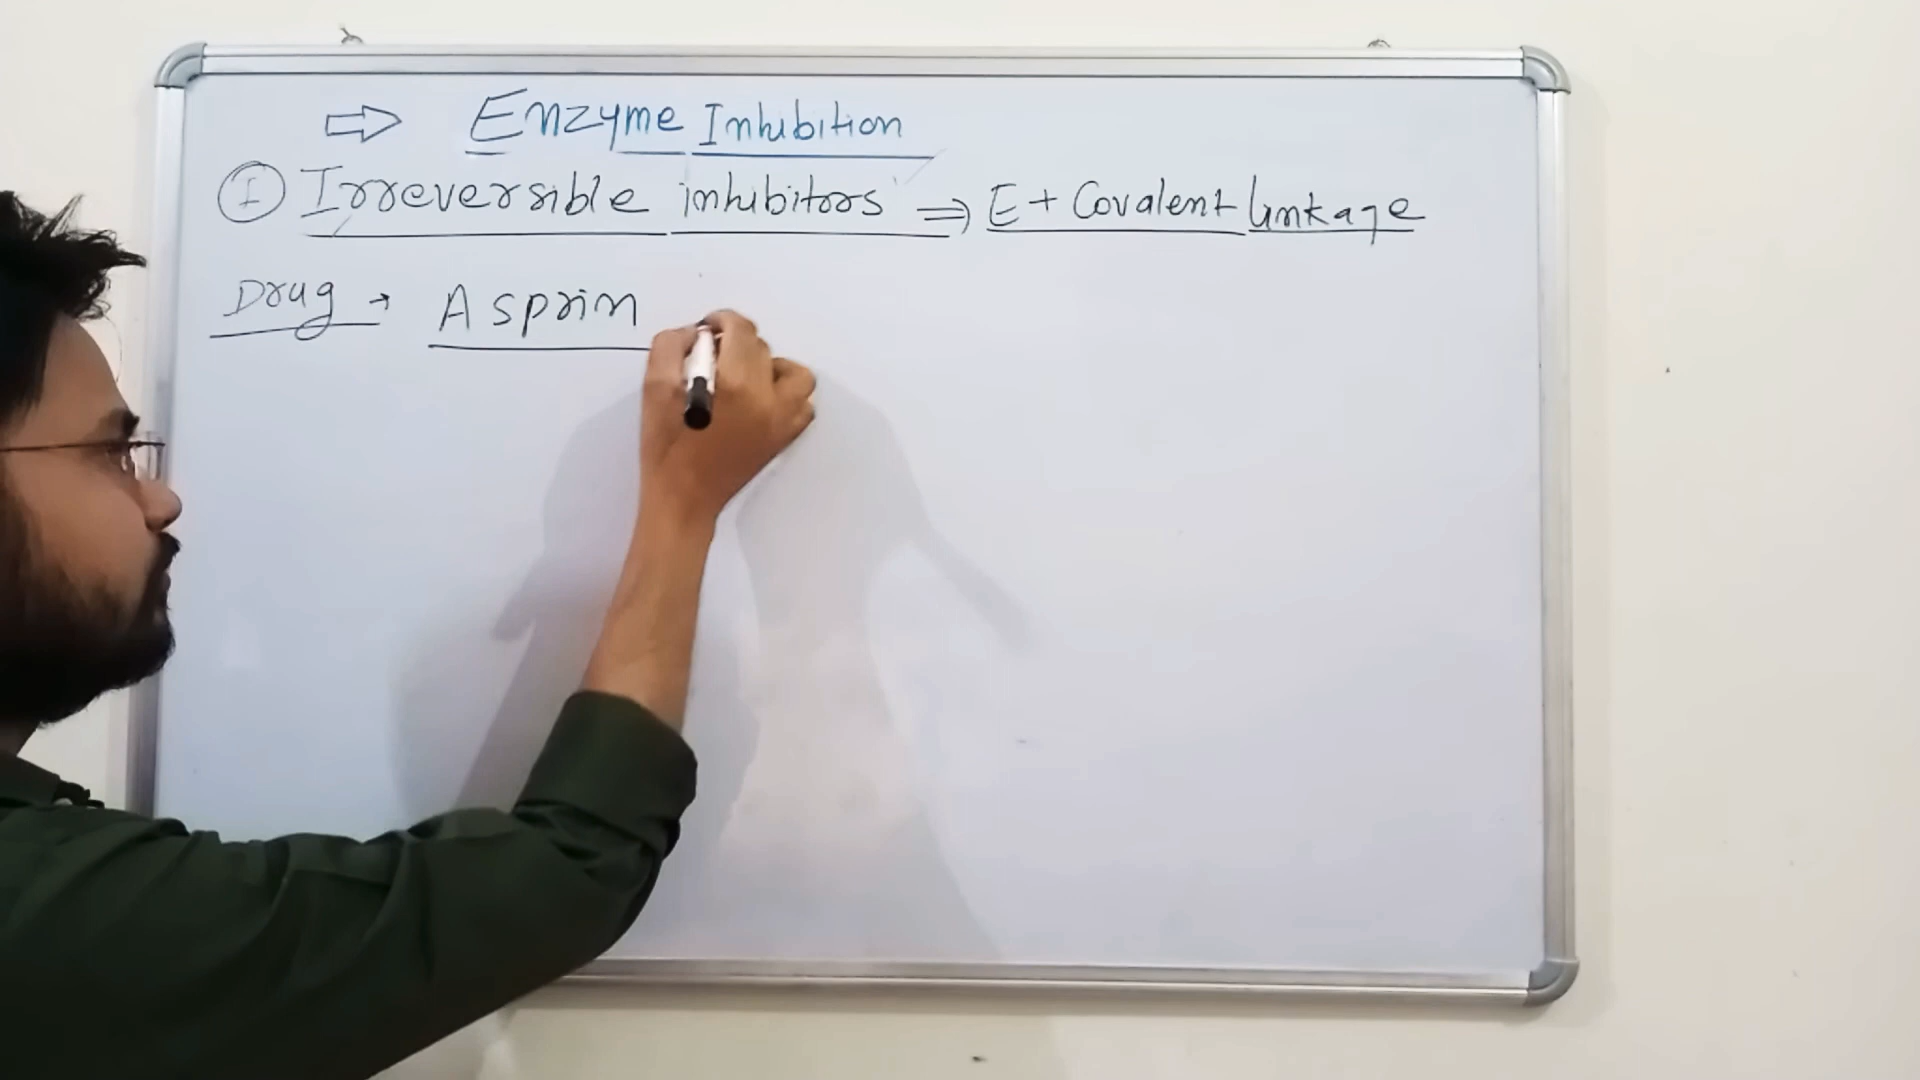 ⇨ Enzyme Inhibition
① Irreversible inhibitors ⇒ E + Covalent linkage
Drug → Asprin